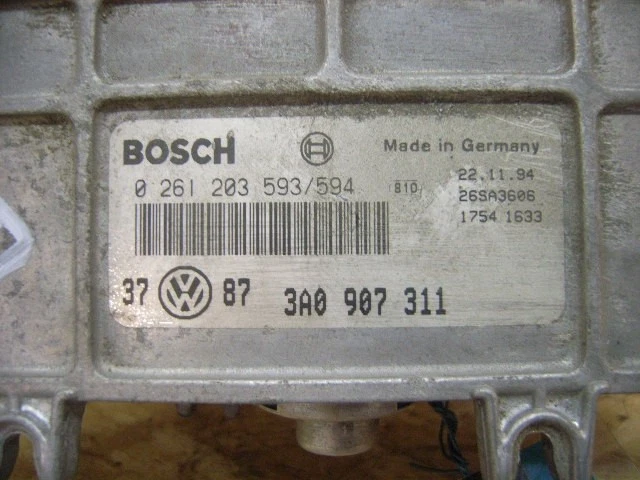 BOSCH Made in Germany
0 261 203 593/594 810 22.11.94
26SA3606
1754 1633
37 VW 87 3A0 907 311